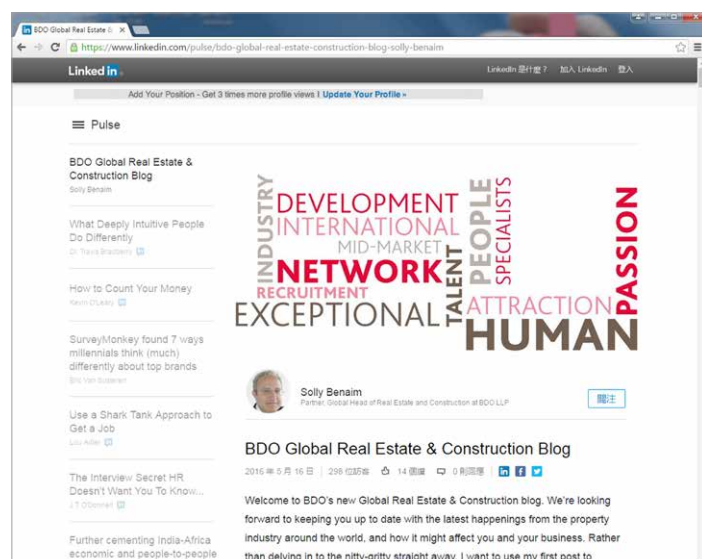 BDO Global Real Estate &
https://www.linkedin.com/pulse/bdo-global-real-estate-construction-blog-solly-benaim
Linked in
LinkedIn 是什麼？ 加入 LinkedIn 登入
Add Your Position - Get 3 times more profile views | Update Your Profile »
Pulse
BDO Global Real Estate &
Construction Blog
Solly Benaim
What Deeply Intuitive People
Do Differently
Dr. Travis Bradberry
How to Count Your Money
Kevin O'Leary
SurveyMonkey found 7 ways
millennials think (much)
differently about top brands
Eric Van Susteren
Use a Shark Tank Approach to
Get a Job
Lou Adler
The Interview Secret HR
Doesn't Want You To Know...
J.T. O'Donnell
Further cementing India-Africa
economic and people-to-people
INDUSTRY
DEVELOPMENT
INTERNATIONAL
MID-MARKET
NETWORK
RECRUITMENT
EXCEPTIONAL
TALENT
PEOPLE
SPECIALISTS
ATTRACTION
HUMAN
PASSION
Solly Benaim
Partner, Global Head of Real Estate and Construction at BDO LLP
關注
BDO Global Real Estate & Construction Blog
2016 年 5 月 16 日 298 位訪客 14 個讚 0 則回應
Welcome to BDO's new Global Real Estate & Construction blog. We're looking
forward to keeping you up to date with the latest happenings from the property
industry around the world, and how it might affect you and your business. Rather
than delving in to the nitty-gritty straight away, I want to use my first post to